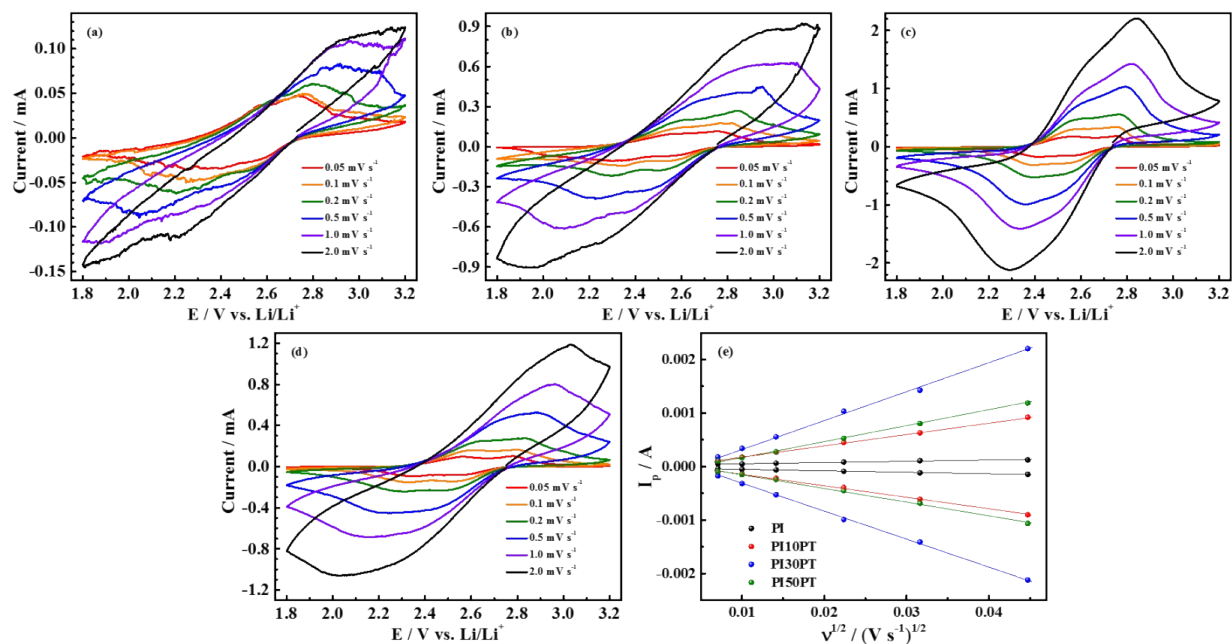 (a)
Current / mA
0.10
0.05
0.00
-0.05
-0.10
-0.15
0.05 mV s⁻¹
0.1 mV s⁻¹
0.2 mV s⁻¹
0.5 mV s⁻¹
1.0 mV s⁻¹
2.0 mV s⁻¹
1.8 2.0 2.2 2.4 2.6 2.8 3.0 3.2
E / V vs. Li/Li⁺
(b)
Current / mA
0.9
0.6
0.3
0.0
-0.3
-0.6
-0.9
0.05 mV s⁻¹
0.1 mV s⁻¹
0.2 mV s⁻¹
0.5 mV s⁻¹
1.0 mV s⁻¹
2.0 mV s⁻¹
1.8 2.0 2.2 2.4 2.6 2.8 3.0 3.2
E / V vs. Li/Li⁺
(c)
Current / mA
2
1
0
-1
-2
0.05 mV s⁻¹
0.1 mV s⁻¹
0.2 mV s⁻¹
0.5 mV s⁻¹
1.0 mV s⁻¹
2.0 mV s⁻¹
1.8 2.0 2.2 2.4 2.6 2.8 3.0 3.2
E / V vs. Li/Li⁺
(d)
Current / mA
1.2
0.8
0.4
0.0
-0.4
-0.8
-1.2
0.05 mV s⁻¹
0.1 mV s⁻¹
0.2 mV s⁻¹
0.5 mV s⁻¹
1.0 mV s⁻¹
2.0 mV s⁻¹
1.8 2.0 2.2 2.4 2.6 2.8 3.0 3.2
E / V vs. Li/Li⁺
(e)
Iₚ / A
0.002
0.001
0.000
-0.001
-0.002
PI
PI10PT
PI30PT
PI50PT
0.01 0.02 0.03 0.04
ν¹ᐟ² / (V s⁻¹)¹ᐟ²